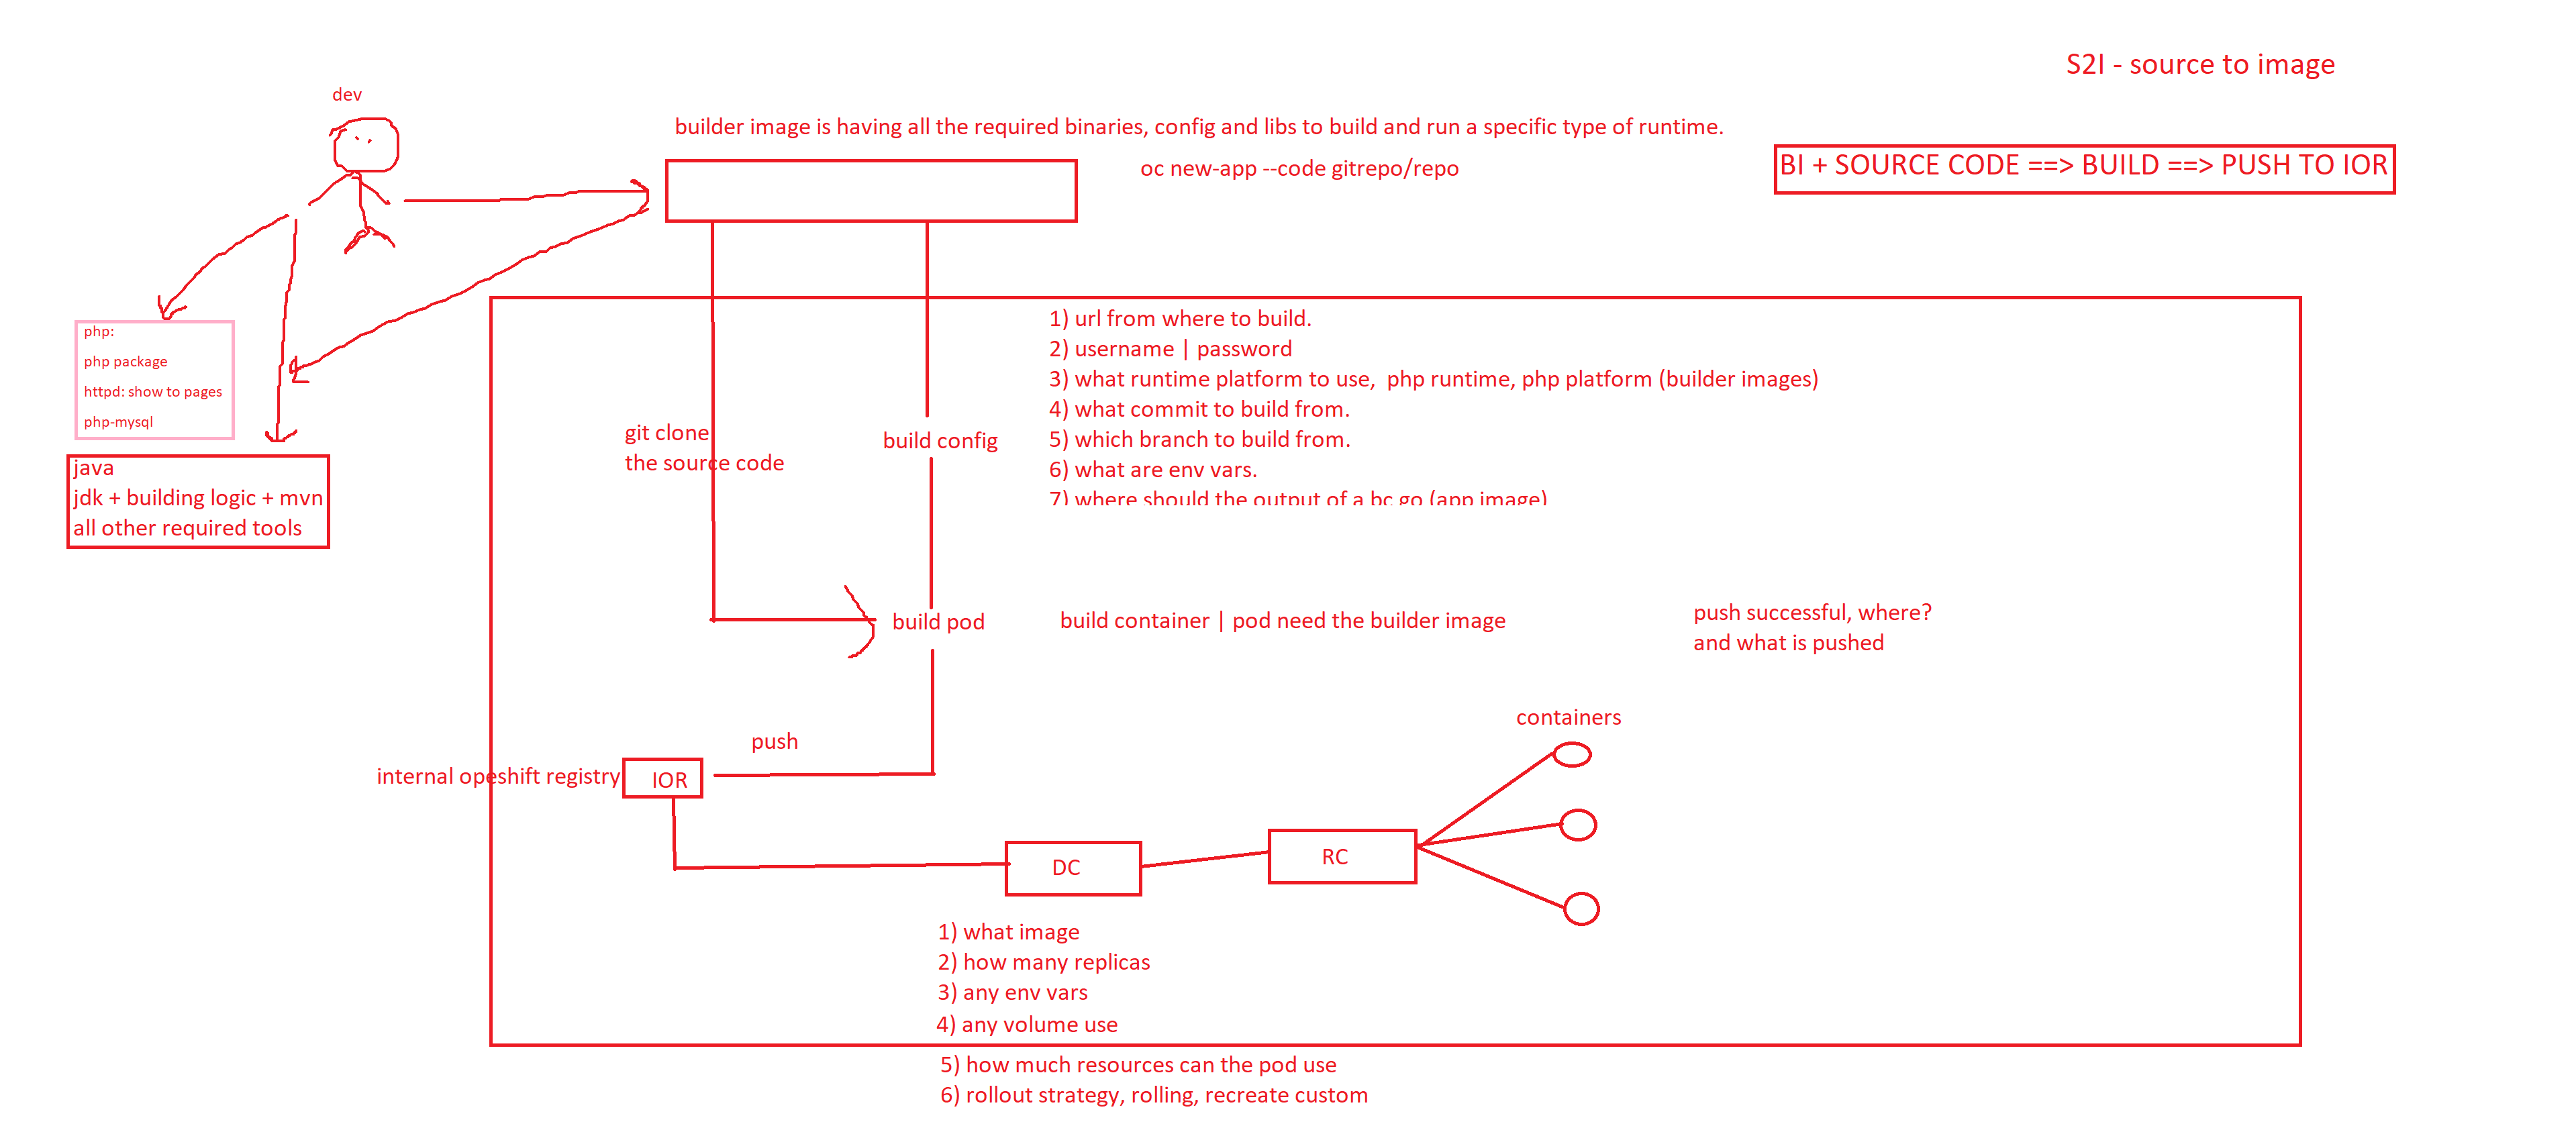 S2I - source to image
dev
builder image is having all the required binaries, config and libs to build and run a specific type of runtime.
oc new-app --code gitrepo/repo
BI + SOURCE CODE ==> BUILD ==> PUSH TO IOR
php:
php package
httpd: show to pages
php-mysql
java
jdk + building logic + mvn
all other required tools
git clone
the source code
build config
1) url from where to build.
2) username | password
3) what runtime platform to use,  php runtime, php platform (builder images)
4) what commit to build from.
5) which branch to build from.
6) what are env vars.
7) where should the output of a bc go (app image)
build pod
build container | pod need the builder image
push successful, where?
and what is pushed
push
internal opeshift registry
IOR
containers
DC
RC
1) what image
2) how many replicas
3) any env vars
4) any volume use
5) how much resources can the pod use
6) rollout strategy, rolling, recreate custom